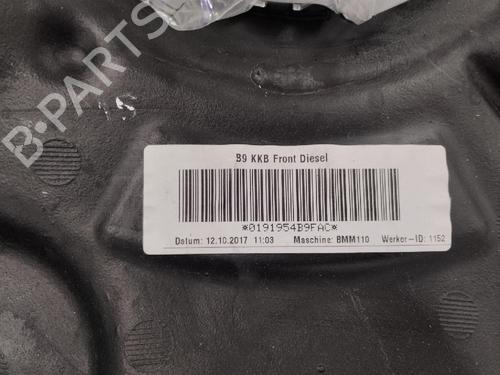 B-PARTS
B9 KKB Front Diesel
*0191954B9FAC*
Datum: 12.10.2017 11:03 Maschine: BMM110 Werker-ID: 1152